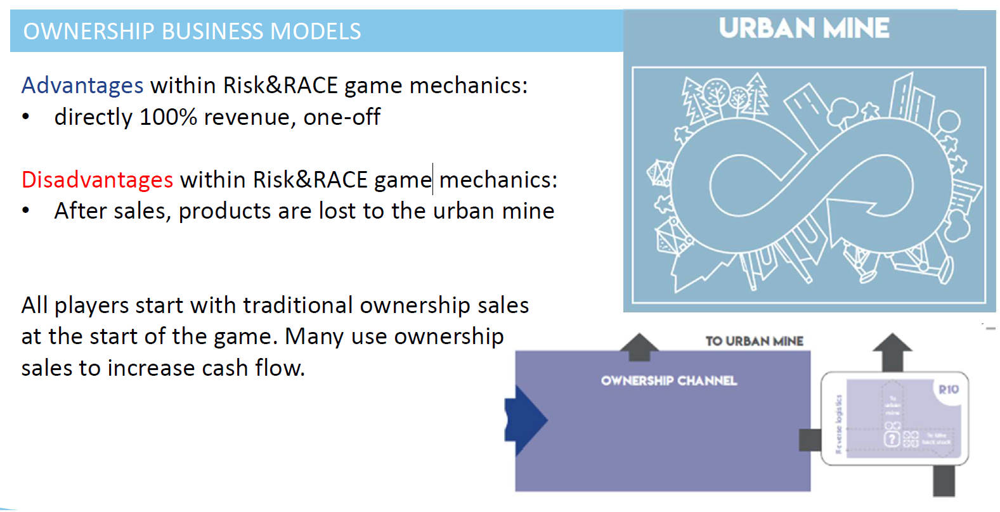 OWNERSHIP BUSINESS MODELS
URBAN MINE
Advantages within Risk&RACE game mechanics:
• directly 100% revenue, one-off
Disadvantages within Risk&RACE game mechanics:
• After sales, products are lost to the urban mine
All players start with traditional ownership sales
at the start of the game. Many use ownership
sales to increase cash flow.
TO URBAN MINE
OWNERSHIP CHANNEL
R10
Reverse logistics
To
urban
mine
?
To take
back stock